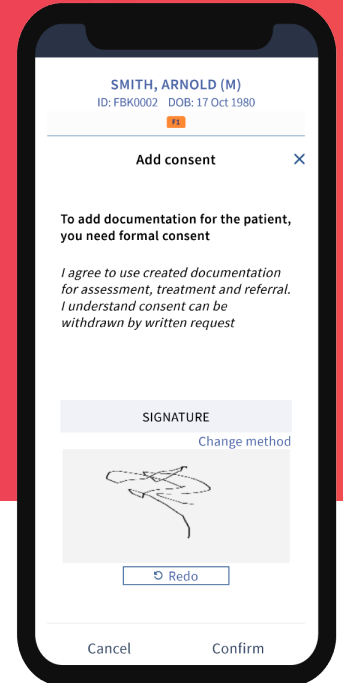 SMITH, ARNOLD (M)
ID: FBK0002 DOB: 17 Oct 1980
F1
Add consent
To add documentation for the patient,
you need formal consent
I agree to use created documentation
for assessment, treatment and referral.
I understand consent can be
withdrawn by written request
SIGNATURE
Change method
Redo
Cancel Confirm